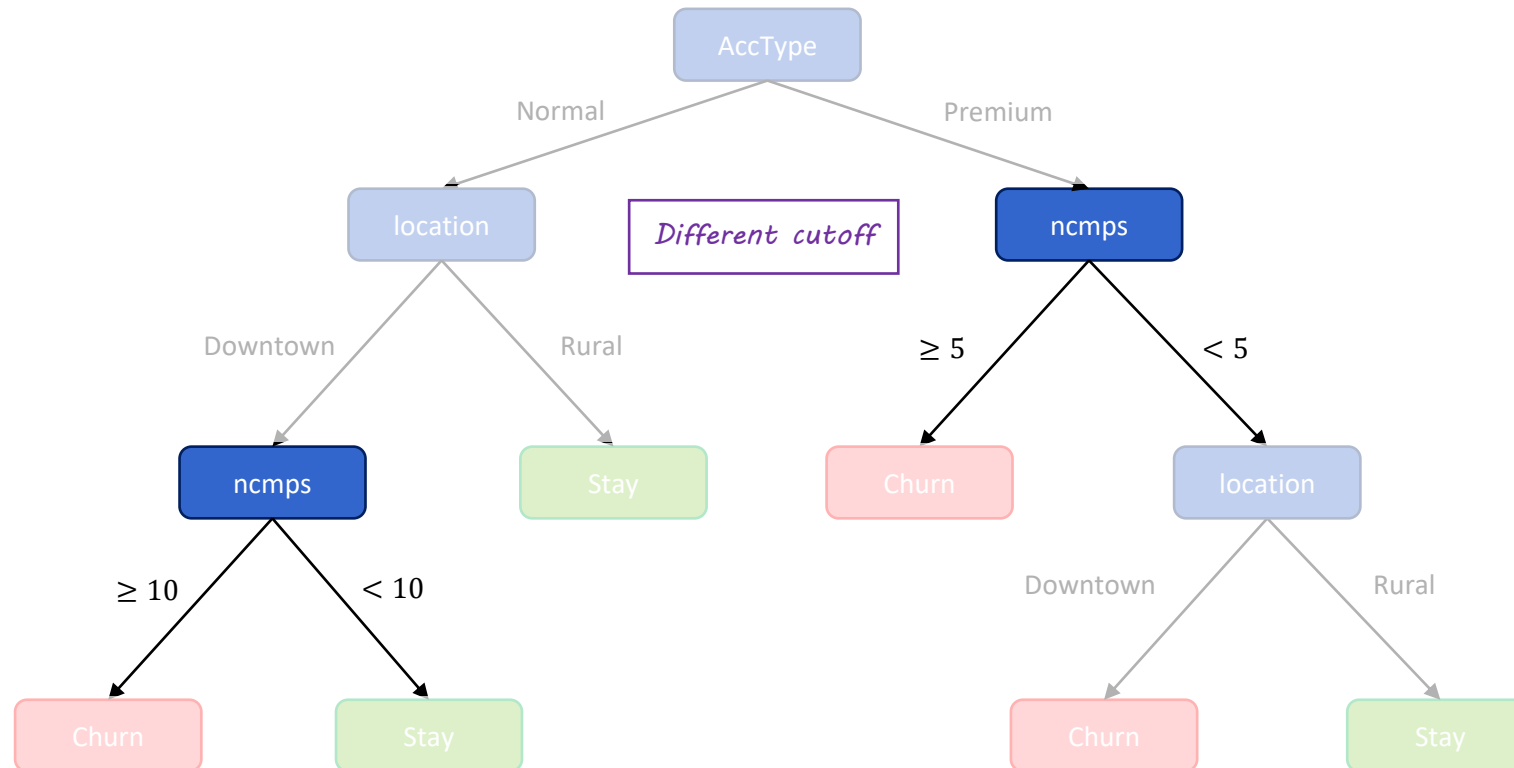 AccType
Normal
Premium
location
Different cutoff
ncmps
Downtown
Rural
≥ 5
< 5
ncmps
Stay
Churn
location
≥ 10
< 10
Downtown
Rural
Churn
Stay
Churn
Stay